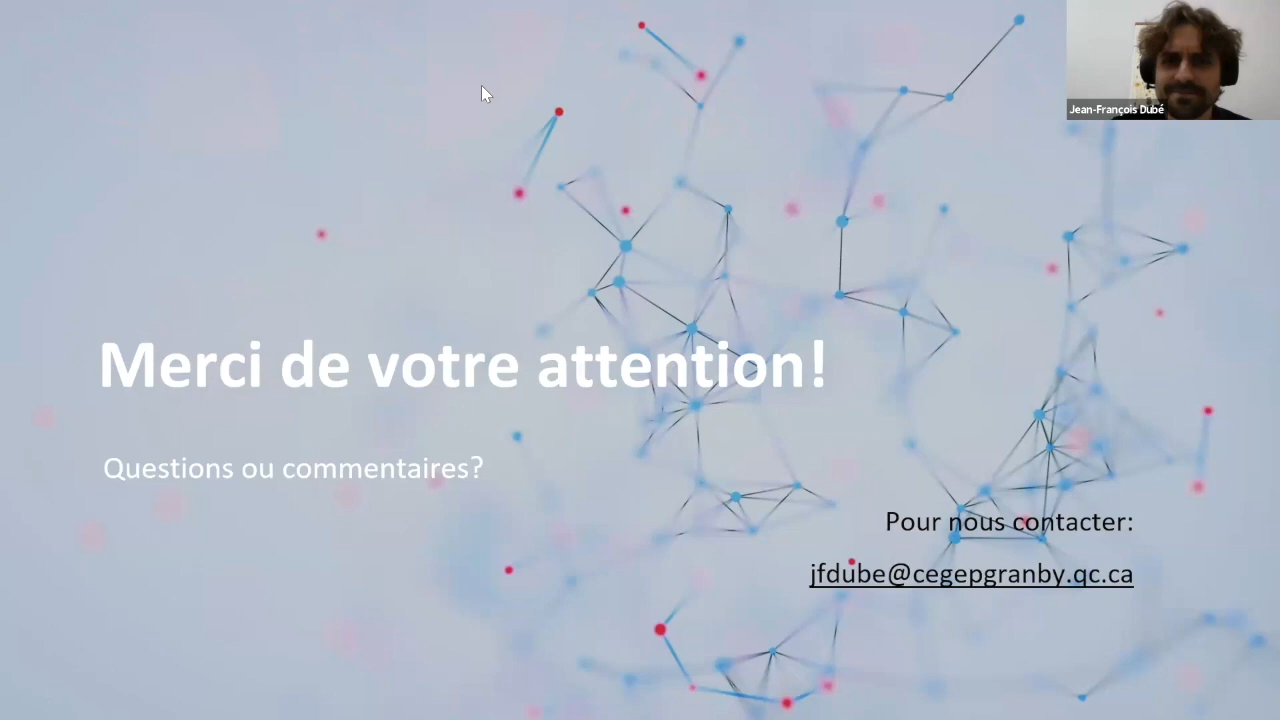 Jean-François Dubé
Merci de votre attention!
Questions ou commentaires?
Pour nous contacter:
jfdube@cegepgranby.qc.ca